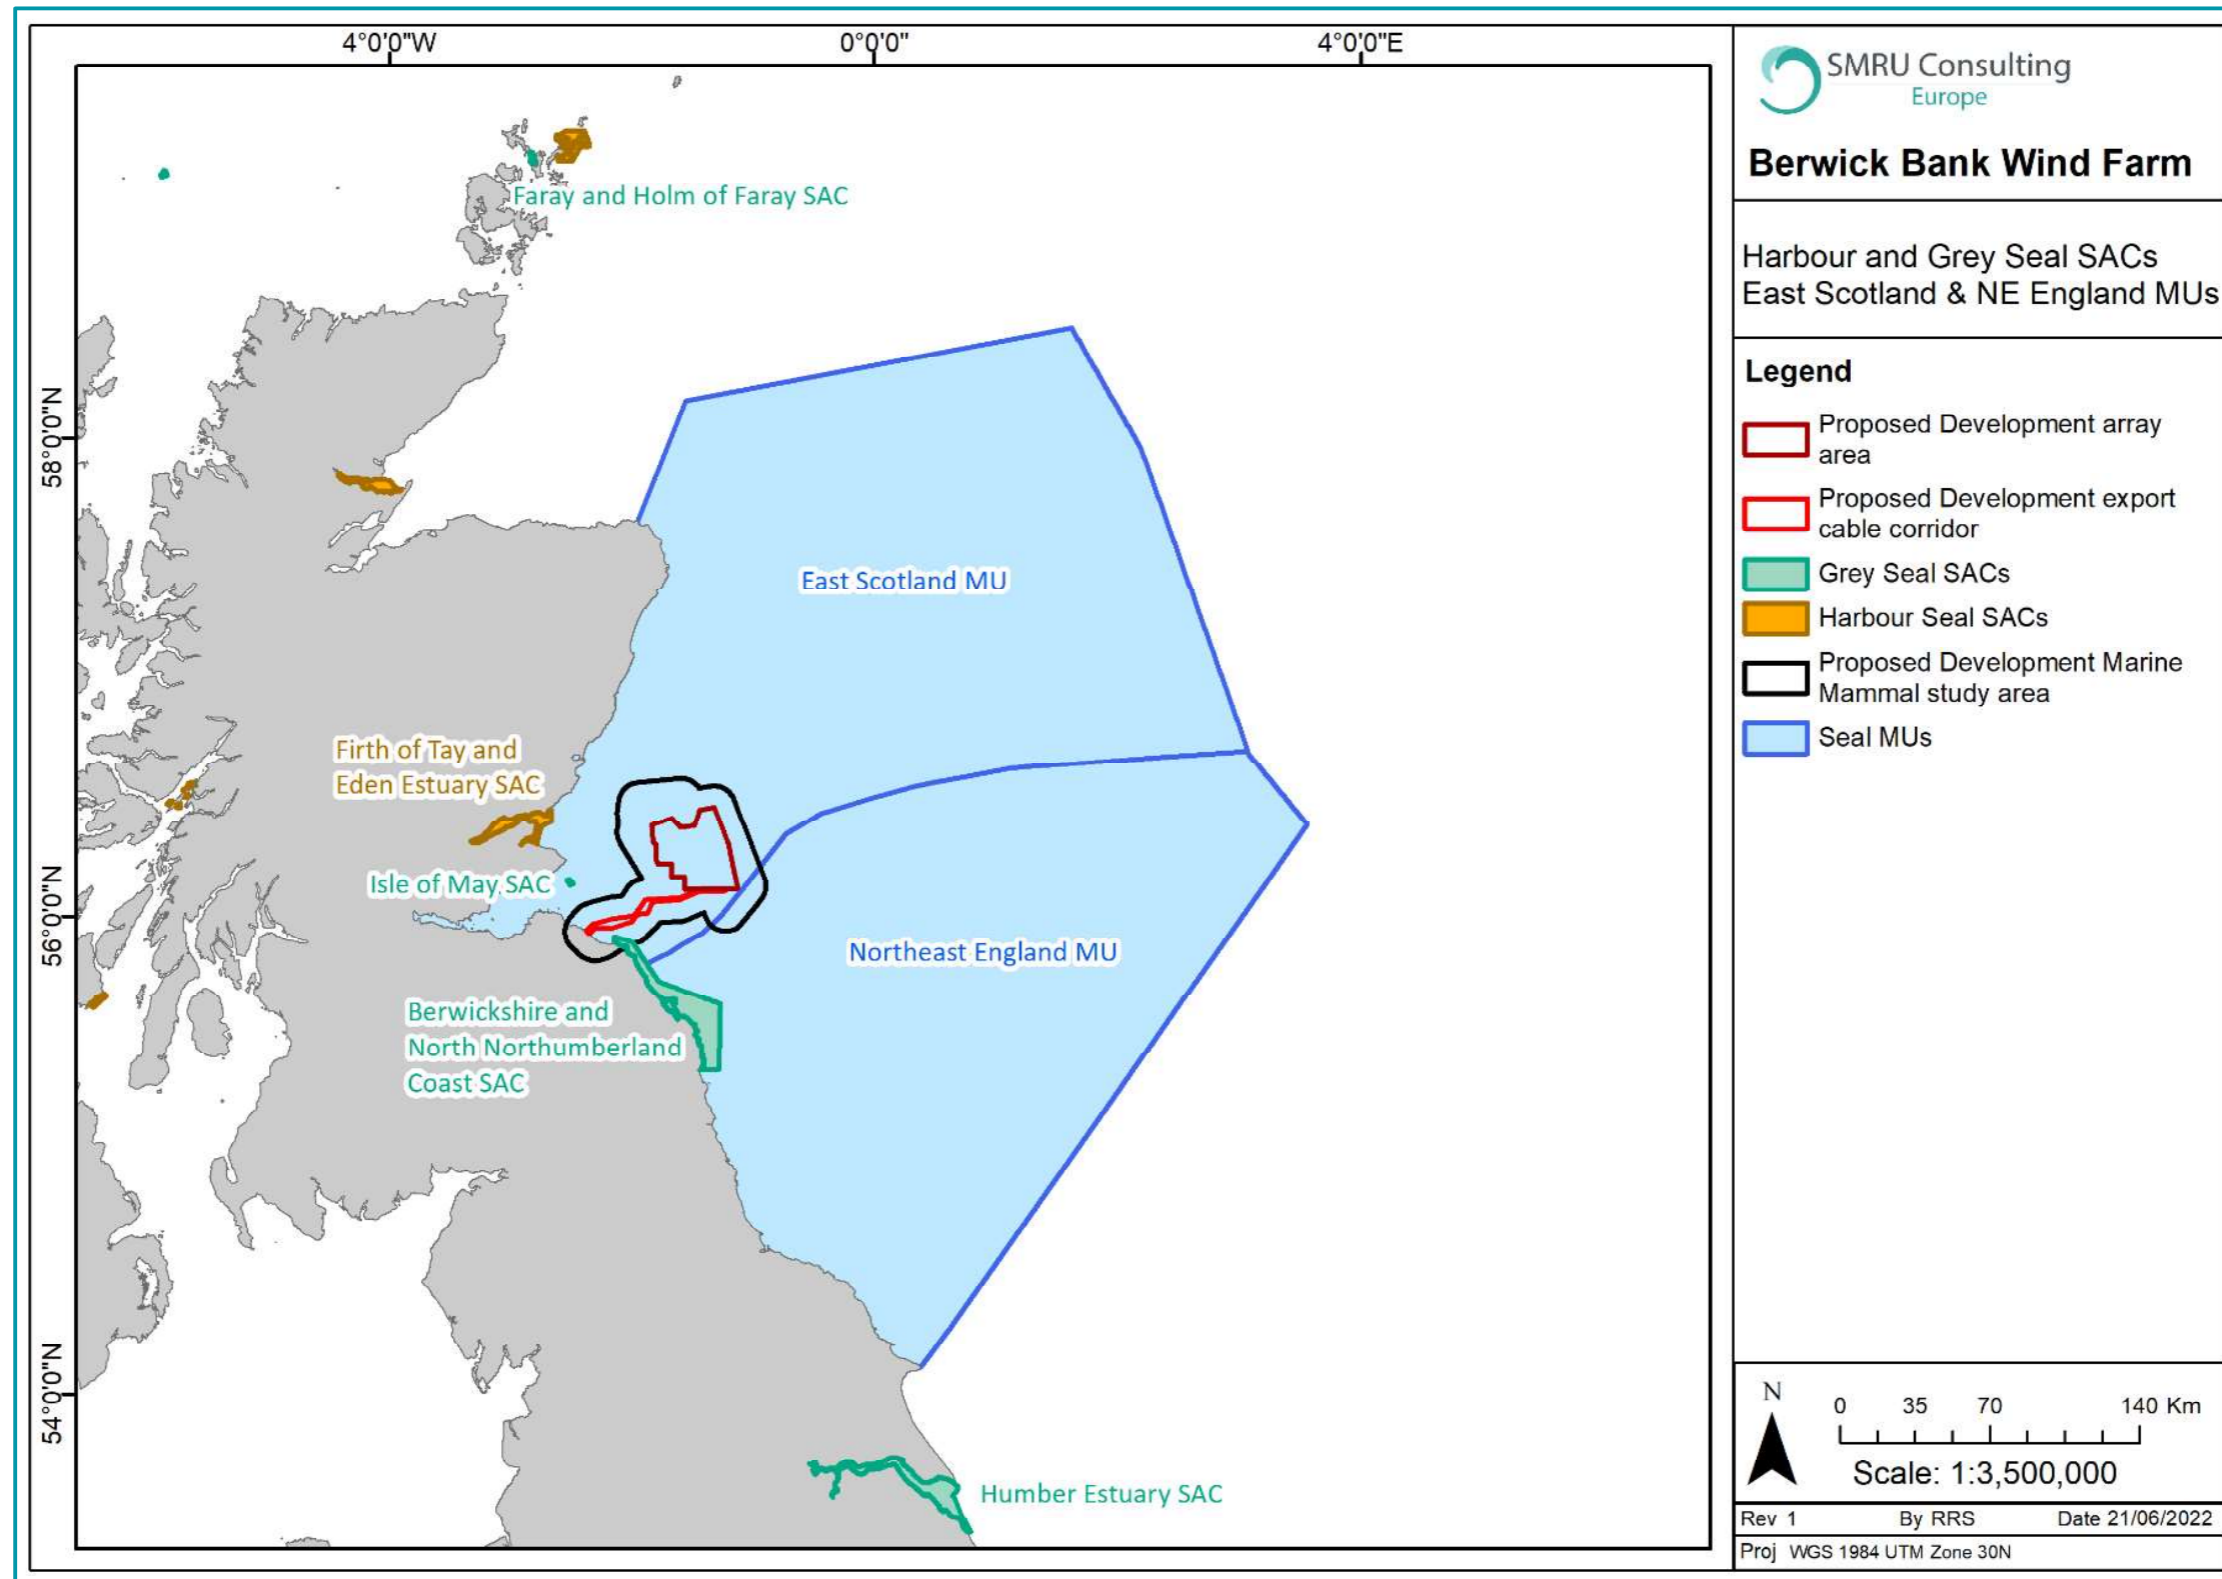 4°0'0"W
0°0'0"
4°0'0"E
58°0'0"N
56°0'0"N
54°0'0"N
Faray and Holm of Faray SAC
East Scotland MU
Firth of Tay and
Eden Estuary SAC
Isle of May SAC
Northeast England MU
Berwickshire and
North Northumberland
Coast SAC
Humber Estuary SAC
SMRU Consulting
Europe
Berwick Bank Wind Farm
Harbour and Grey Seal SACs
East Scotland & NE England MUs
Legend
Proposed Development array
area
Proposed Development export
cable corridor
Grey Seal SACs
Harbour Seal SACs
Proposed Development Marine
Mammal study area
Seal MUs
N
0 35 70 140 Km
Scale: 1:3,500,000
Rev 1 By RRS Date 21/06/2022
Proj WGS 1984 UTM Zone 30N